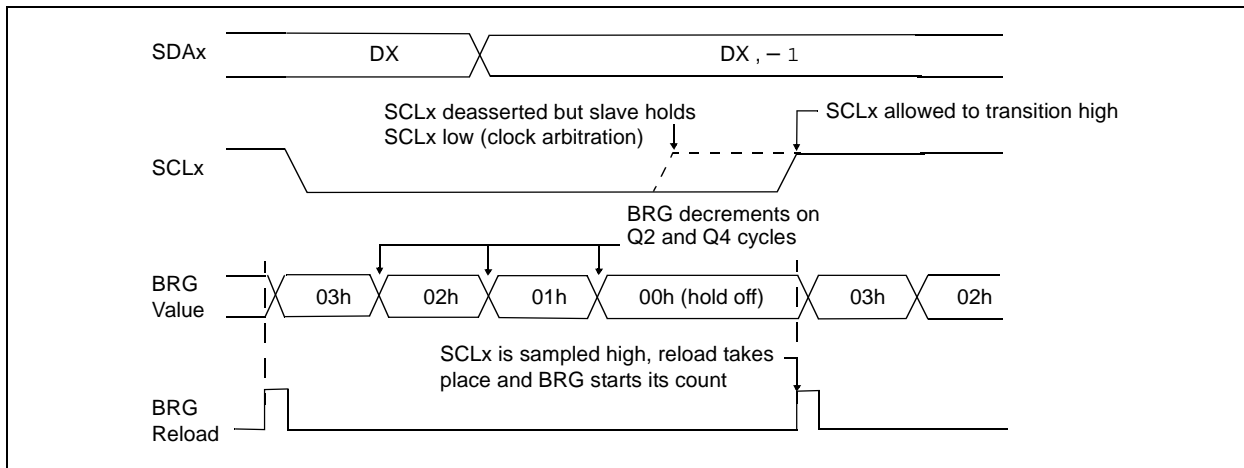 SDAx
DX
DX , – 1
SCLx deasserted but slave holds
SCLx low (clock arbitration)
SCLx allowed to transition high
SCLx
BRG decrements on
Q2 and Q4 cycles
BRG
Value
03h
02h
01h
00h (hold off)
03h
02h
SCLx is sampled high, reload takes
place and BRG starts its count
BRG
Reload